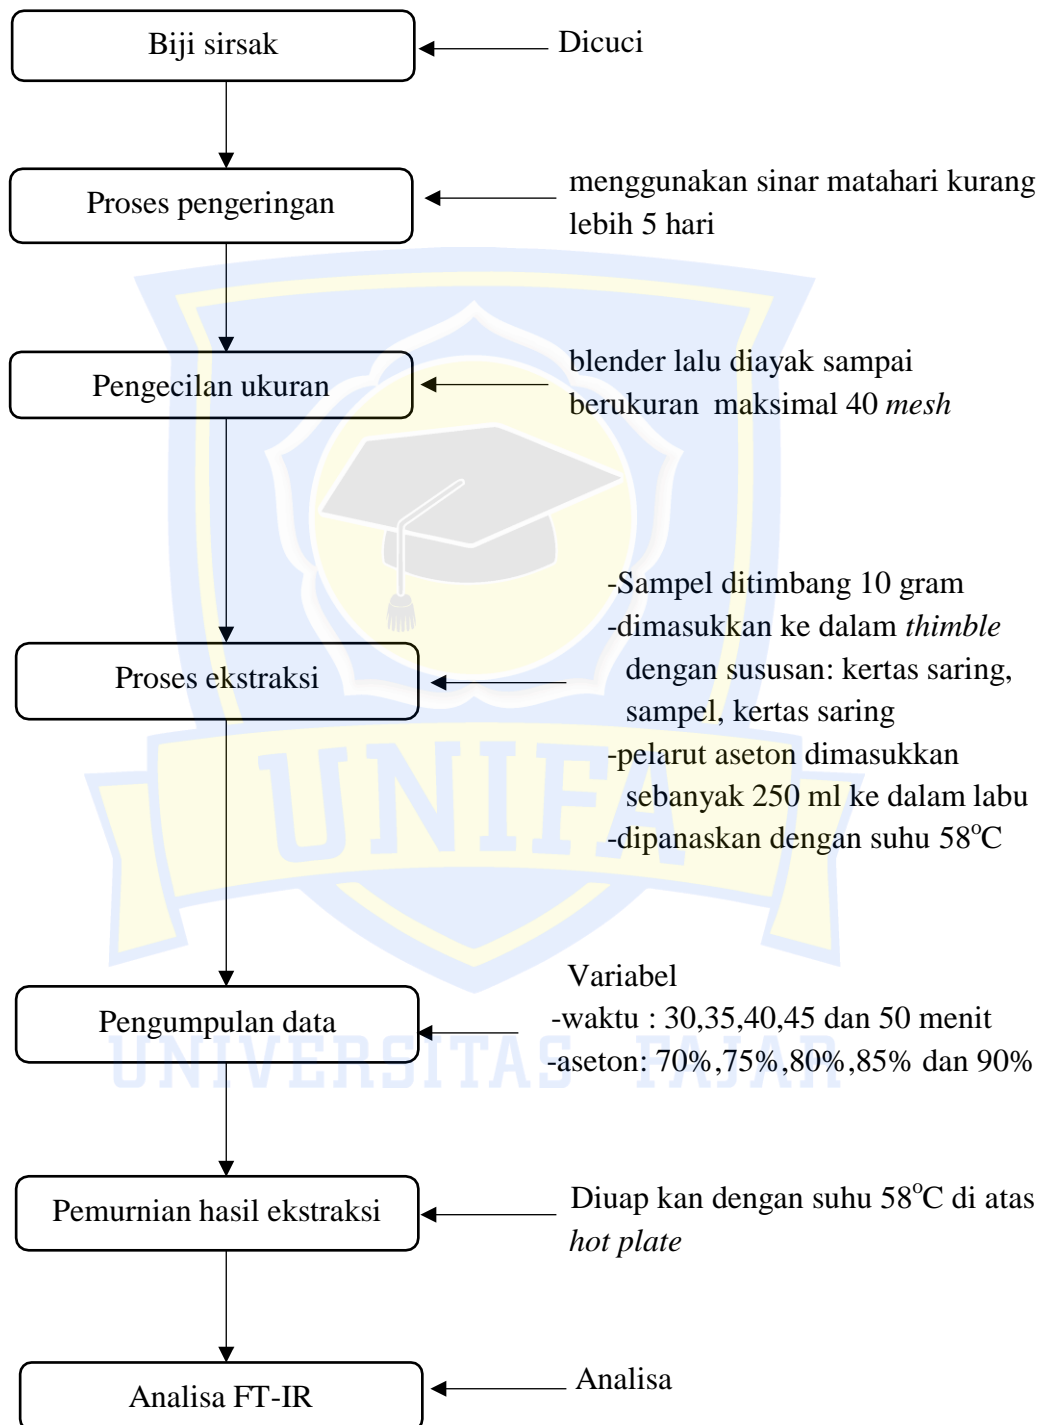 Biji sirsak
Dicuci
Proses pengeringan
menggunakan sinar matahari kurang
lebih 5 hari
Pengecilan ukuran
blender lalu diayak sampai
berukuran maksimal 40 mesh
Proses ekstraksi
-Sampel ditimbang 10 gram
-dimasukkan ke dalam thimble
dengan sususan: kertas saring,
sampel, kertas saring
-pelarut aseton dimasukkan
sebanyak 250 ml ke dalam labu
-dipanaskan dengan suhu 58°C
UNIFA
Pengumpulan data
Variabel
-waktu : 30,35,40,45 dan 50 menit
-aseton: 70%,75%,80%,85% dan 90%
UNIVERSITAS FAJAR
Pemurnian hasil ekstraksi
Diuap kan dengan suhu 58°C di atas
hot plate
Analisa FT-IR
Analisa